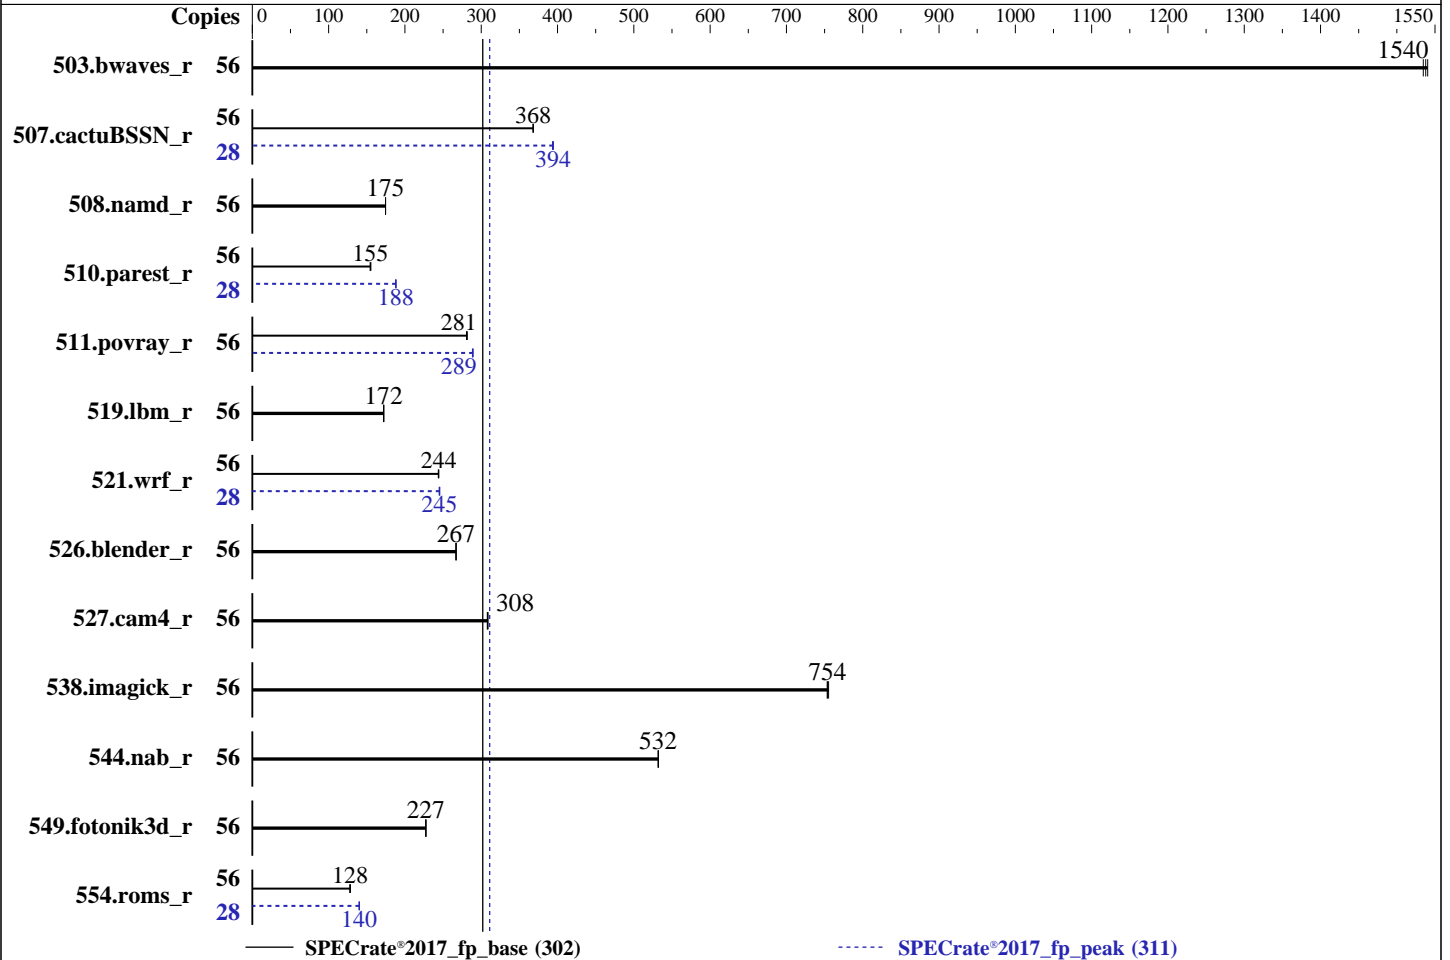 Copies 0 100 200 300 400 500 600 700 800 900 1000 1100 1200 1300 1400 1550
503.bwaves_r 56 1540
507.cactuBSSN_r 56 368
28 394
508.namd_r 56 175
510.parest_r 56 155
28 188
511.povray_r 56 281
289
519.lbm_r 56 172
521.wrf_r 56 244
28 245
526.blender_r 56 267
527.cam4_r 56 308
538.imagick_r 56 754
544.nab_r 56 532
549.fotonik3d_r 56 227
554.roms_r 56 128
28 140
SPECrate®2017_fp_base (302) SPECrate®2017_fp_peak (311)